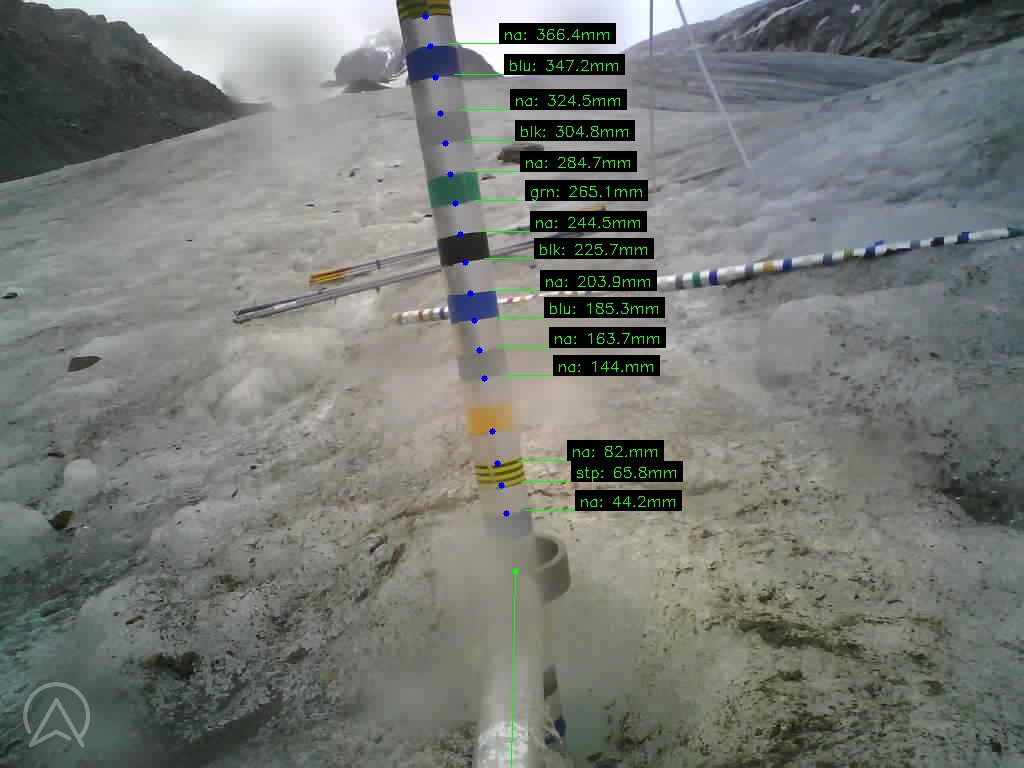 na: 366.4mm
blu: 347.2mm
na: 324.5mm
blk: 304.8mm
na: 284.7mm
grn: 265.1mm
na: 244.5mm
blk: 225.7mm
na: 203.9mm
blu: 185.3mm
na: 163.7mm
na: 144.mm
na: 82.mm
stp: 65.8mm
na: 44.2mm